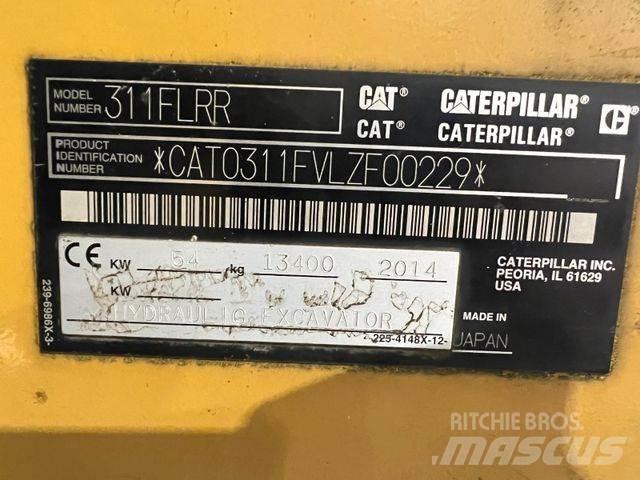 MODEL NUMBER 311FLRR
CAT CATERPILLAR
CAT® CATERPILLAR®
PRODUCT IDENTIFICATION NUMBER *CAT0311FVLZF00229*
CE KW 54 kg 13400 2014
KW
HYDRAULIC EXCAVATOR
CATERPILLAR INC.
PEORIA, IL 61629
USA
MADE IN
JAPAN
225-4148X-12-
239-6986X-3-
RITCHIE BROS.
MASCUS